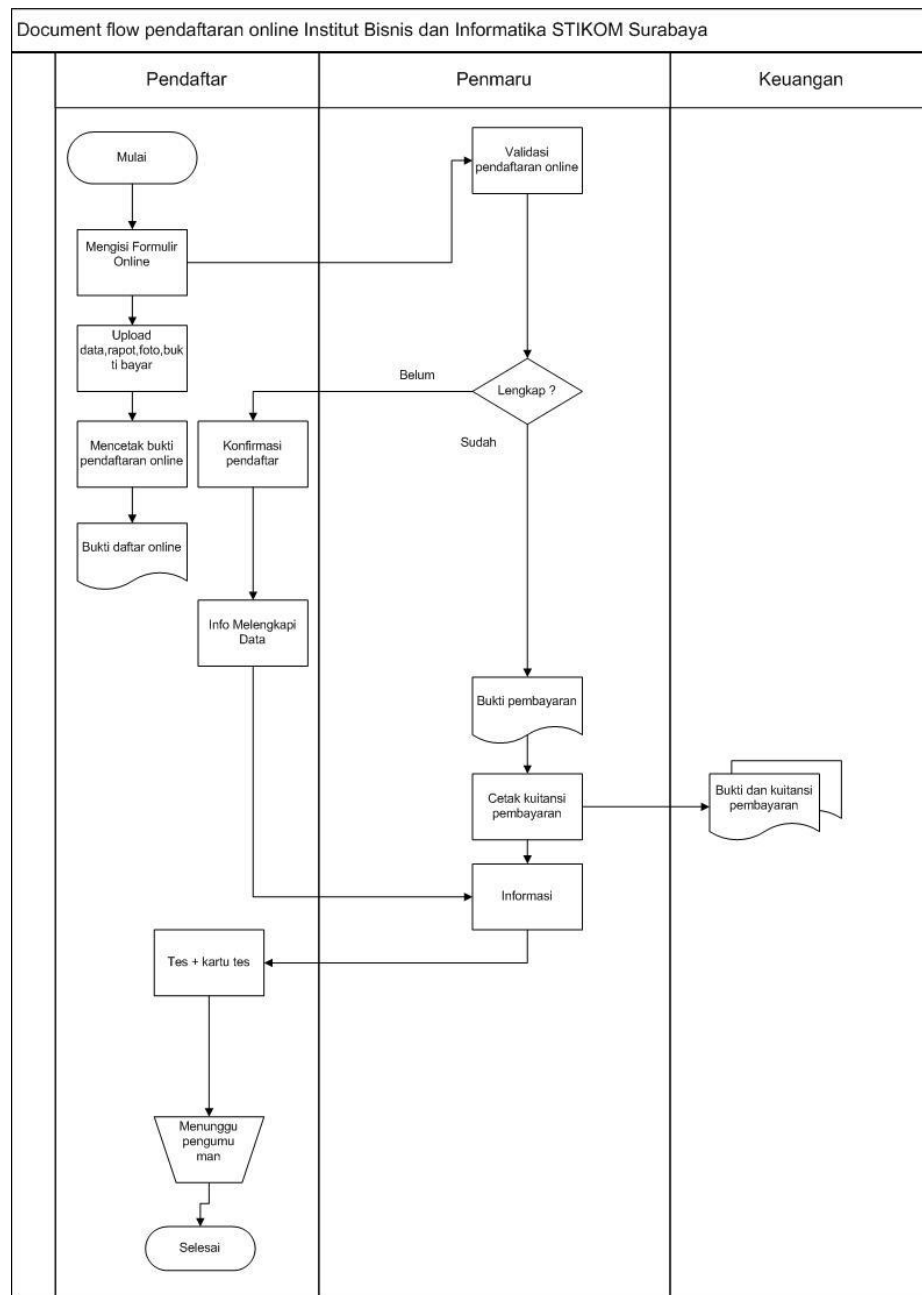 Document flow pendaftaran online Institut Bisnis dan Informatika STIKOM Surabaya
Pendaftar
Penmaru
Keuangan
Mulai
Validasi
pendaftaran online
Mengisi Formulir
Online
Upload
data,rapot,foto,buk
ti bayar
Belum
Lengkap ?
Sudah
Mencetak bukti
pendaftaran online
Konfirmasi
pendaftar
Bukti daftar online
Info Melengkapi
Data
Bukti pembayaran
Cetak kuitansi
pembayaran
Bukti dan kuitansi
pembayaran
Informasi
Tes + kartu tes
Menunggu
pengumu
man
Selesai